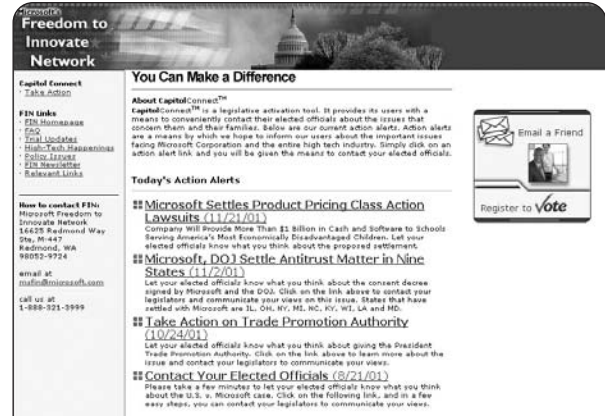 Microsoft's
Freedom to
Innovate
Network
Capitol Connect
· Take Action
FIN Links
· FIN Homepage
· FAQ
· Trial Updates
· High-Tech Happenings
· Policy Issues
· FIN Newsletter
· Relevant Links
How to contact FIN:
Microsoft Freedom to
Innovate Network
16625 Redmond Way
Ste, M-447
Redmond, WA
98052-9724
email at
msfin@microsoft.com
call us at
1-888-321-3999
You Can Make a Difference
About CapitolConnect™
CapitolConnect™ is a legislative activation tool. It provides its users with a
means to conveniently contact their elected officials about the issues that
concern them and their families. Below are our current action alerts. Action alerts
are a means by which we hope to inform our users about the important issues
facing Microsoft Corporation and the entire high tech industry. Simply click on an
action alert link and you will be given the means to contact your elected officials.
Today's Action Alerts
Microsoft Settles Product Pricing Class Action
Lawsuits (11/21/01)
Company Will Provide More Than $1 Billion in Cash and Software to Schools
Serving America's Most Economically Disadvantaged Children. Let your
elected officials know what you think about the proposed settlement.
Microsoft, DOJ Settle Antitrust Matter in Nine
States (11/2/01)
Let your elected officials know what you think about the consent decree
signed by Microsoft and the DOJ. Click on the link above to contact your
legislators and communicate your views on this issue. States that have
settled with Microsoft are IL, OH, NY, MI, NC, KY, WI, LA and MD.
Take Action on Trade Promotion Authority
(10/24/01)
Let your elected officials know what you think about giving the President
Trade Promotion Authority. Click on the link above to learn more about the
issue and contact your legislators to communicate your views.
Contact Your Elected Officials (8/21/01)
Please take a few minutes to let your elected officials know what you think
about the U.S. v. Microsoft case. Click on the following link, and in a few
easy steps, you can contact your legislators to communicate your views.
Email a Friend
Register to Vote